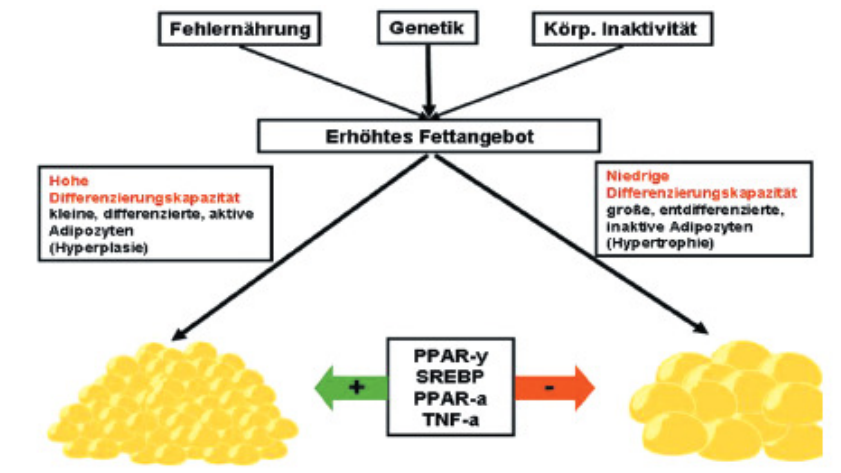 Fehlernährung
Genetik
Körp. Inaktivität
Erhöhtes Fettangebot
Hohe
Differenzierungskapazität
kleine, differenzierte, aktive
Adipozyten
(Hyperplasie)
Niedrige
Differenzierungskapazität
große, entdifferenzierte,
inaktive Adipozyten
(Hypertrophie)
+
PPAR-y
SREBP
PPAR-a
TNF-a
-